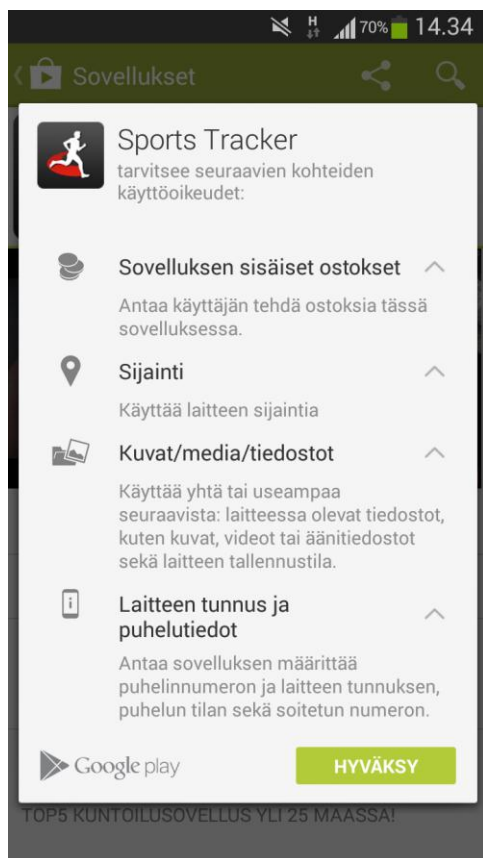 H
70%
14.34
Sovellukset
Sports Tracker
tarvitsee seuraavien kohteiden
käyttöoikeudet:
Sovelluksen sisäiset ostokset
Antaa käyttäjän tehdä ostoksia tässä
sovelluksessa.
Sijainti
Käyttää laitteen sijaintia
Kuvat/media/tiedostot
Käyttää yhtä tai useampaa
seuraavista: laitteessa olevat tiedostot,
kuten kuvat, videot tai äänitiedostot
sekä laitteen tallennustila.
Laitteen tunnus ja
puhelutiedot
Antaa sovelluksen määrittää
puhelinnumeron ja laitteen tunnuksen,
puhelun tilan sekä soitetun numeron.
Google play
HYVÄKSY
TOP5 KUNTOILUSOVELLUS YLI 25 MAASSA!